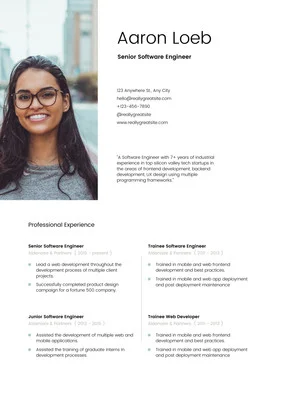 Aaron Loeb
Senior Software Engineer
123 Anywhere St., Any City
hello@reallygreatsite.com
+123-456-7890
@reallygreatsite
www.reallygreatsite.com
"A Software Engineer with 7+ years of industrial
experience in top silicon valley tech startups in
the areas of frontend development, backend
development, UX design using multiple
programming frameworks."
Professional Experience
Senior Software Engineer
Lead a web development throughout the
development process of multiple client
projects.
Successfully completed product design
campaign for a fortune 500 company.
Junior Software Engineer
Assisted the development of multiple web and
mobile applications.
Assisted the training of graduate interns in
development processes.
Trainee Software Engineer
Trained in mobile and web frontend
development and best practices.
Trained in mobile and web app deployment
and post deployment maintenance
Trainee Web Developer
Trained in mobile and web frontend
development and best practices.
Trained in mobile and web app deployment
and post deployment maintenance